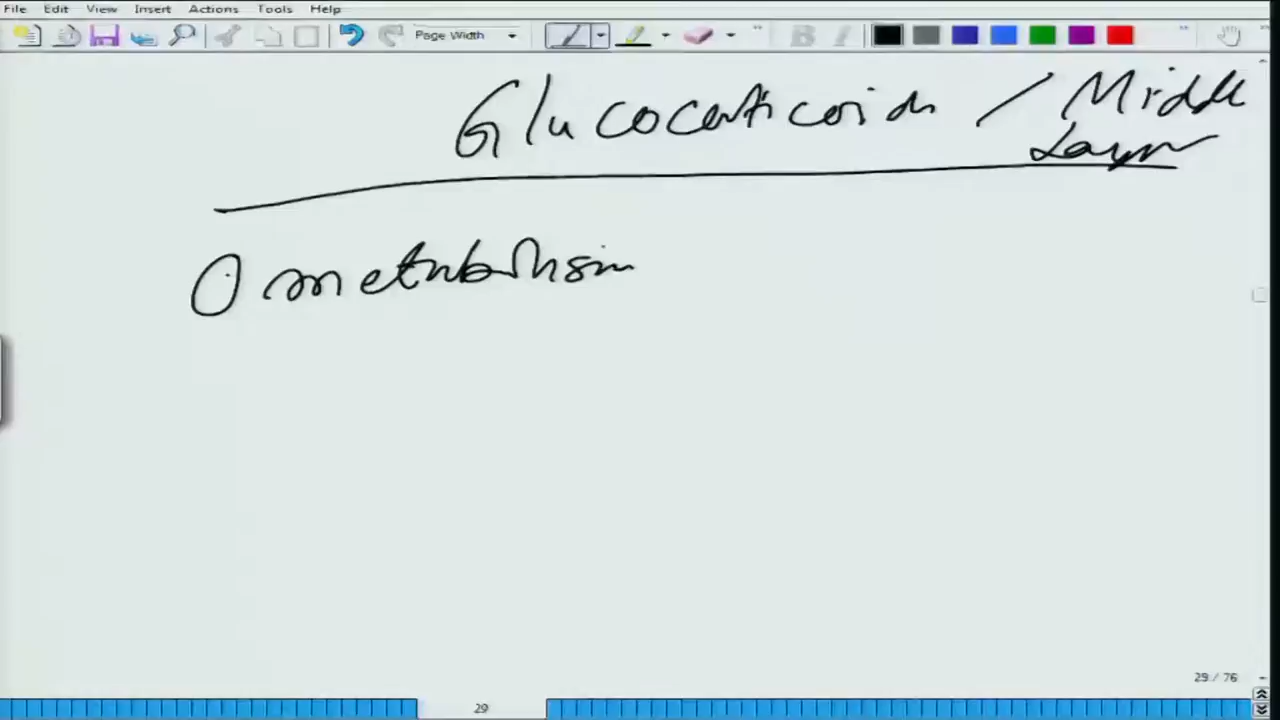 File Edit View Insert Actions Tools Help
Page Width
Glucocorticoids / Middle
Layer
① metabolism
29 / 76
29